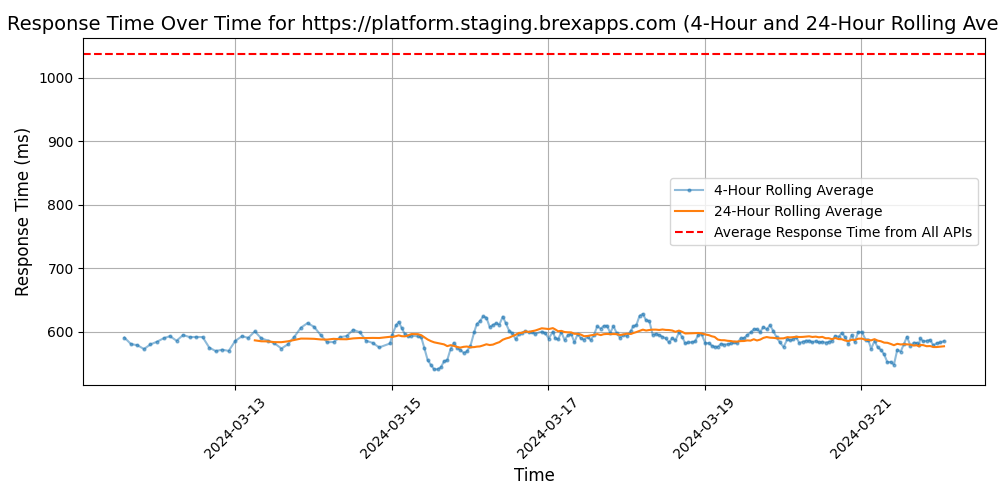 Response Time Over Time for https://platform.staging.brexapps.com (4-Hour and 24-Hour Rolling Ave
Response Time (ms)
1000
900
800
700
600
4-Hour Rolling Average
24-Hour Rolling Average
Average Response Time from All APIs
2024-03-13
2024-03-15
2024-03-17
2024-03-19
2024-03-21
Time